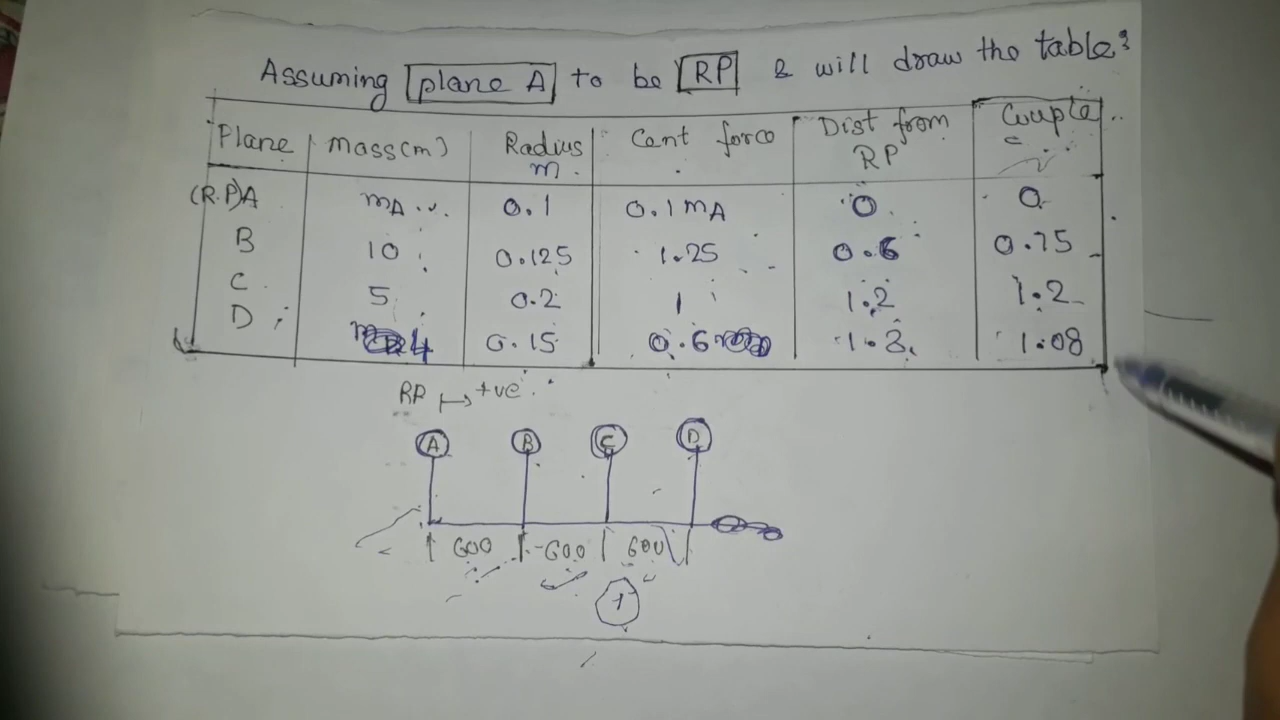 Assuming plane A to be RP & will draw the table:
Plane mass(m) Radius m. Cent force Dist from RP Couple
(R.P)A mA 0.1 0.1 mA 0 0
B 10 0.125 1.25 0.6 0.75
C 5 0.2 1 1.2 1.2
D 4 0.15 0.6 1.8 1.08
RP +ve
A B C D
600 600 600
1